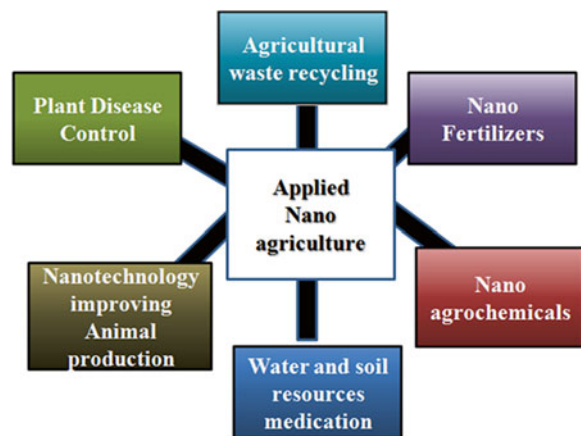 Agricultural
waste recycling
Plant Disease
Control
Nano
Fertilizers
Applied
Nano
agriculture
Nanotechnology
improving
Animal
production
Nano
agrochemicals
Water and soil
resources
medication